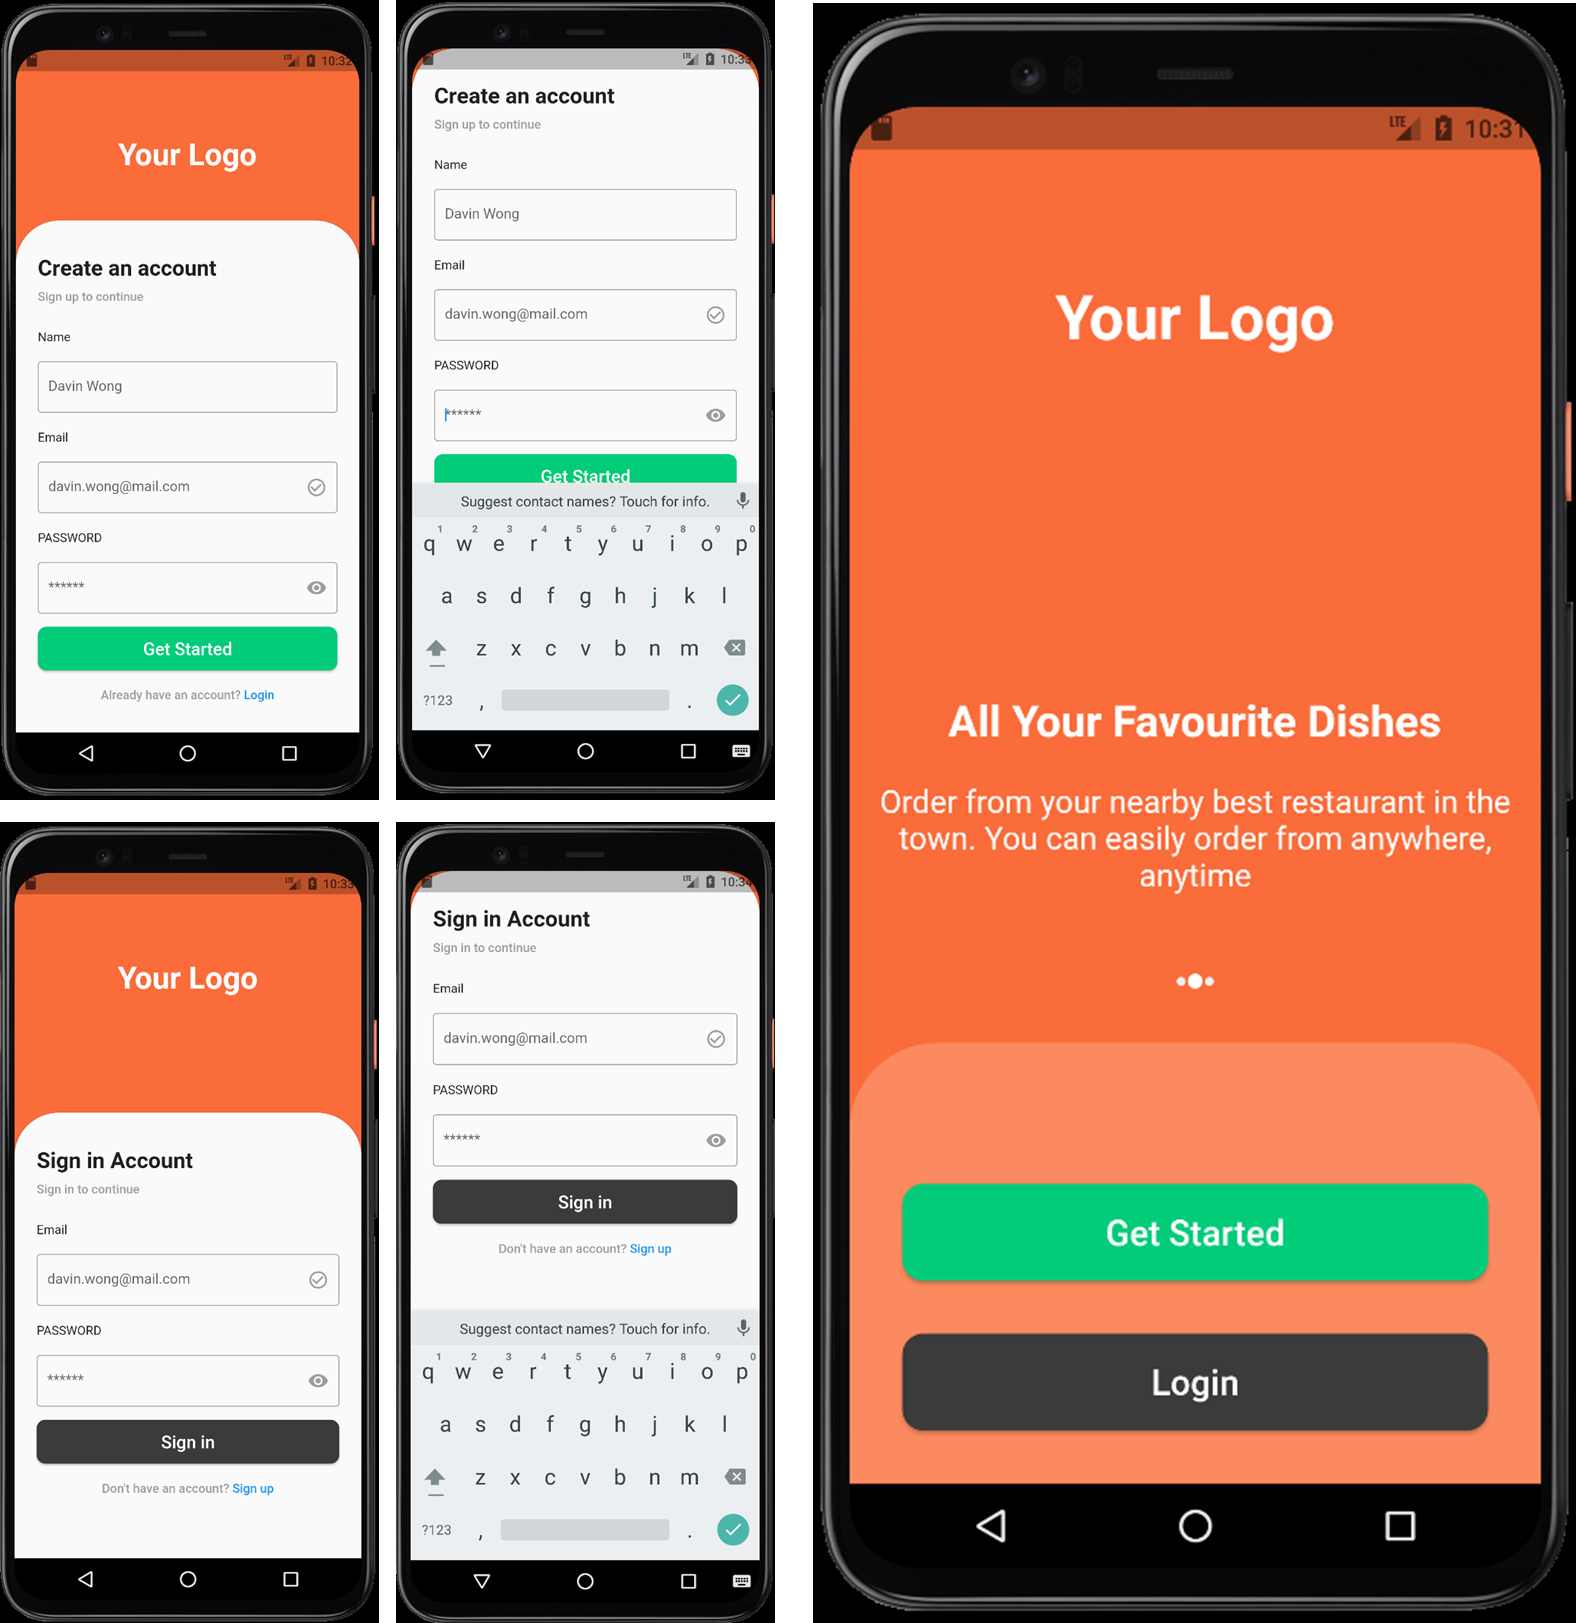 LTE 10:32
Your Logo
Create an account
Sign up to continue
Name
Davin Wong
Email
davin.wong@mail.com
PASSWORD
******
Get Started
Already have an account? Login
LTE 10:33
Create an account
Sign up to continue
Name
Davin Wong
Email
davin.wong@mail.com
PASSWORD
******
Get Started
Suggest contact names? Touch for info.
1 2 3 4 5 6 7 8 9 0
q w e r t y u i o p
a s d f g h j k l
z x c v b n m
?123 , .
LTE 10:33
Your Logo
Sign in Account
Sign in to continue
Email
davin.wong@mail.com
PASSWORD
******
Sign in
Don't have an account? Sign up
LTE 10:34
Sign in Account
Sign in to continue
Email
davin.wong@mail.com
PASSWORD
******
Sign in
Don't have an account? Sign up
Suggest contact names? Touch for info.
1 2 3 4 5 6 7 8 9 0
q w e r t y u i o p
a s d f g h j k l
z x c v b n m
?123 , .
LTE 10:31
Your Logo
All Your Favourite Dishes
Order from your nearby best restaurant in the
town. You can easily order from anywhere,
anytime
Get Started
Login